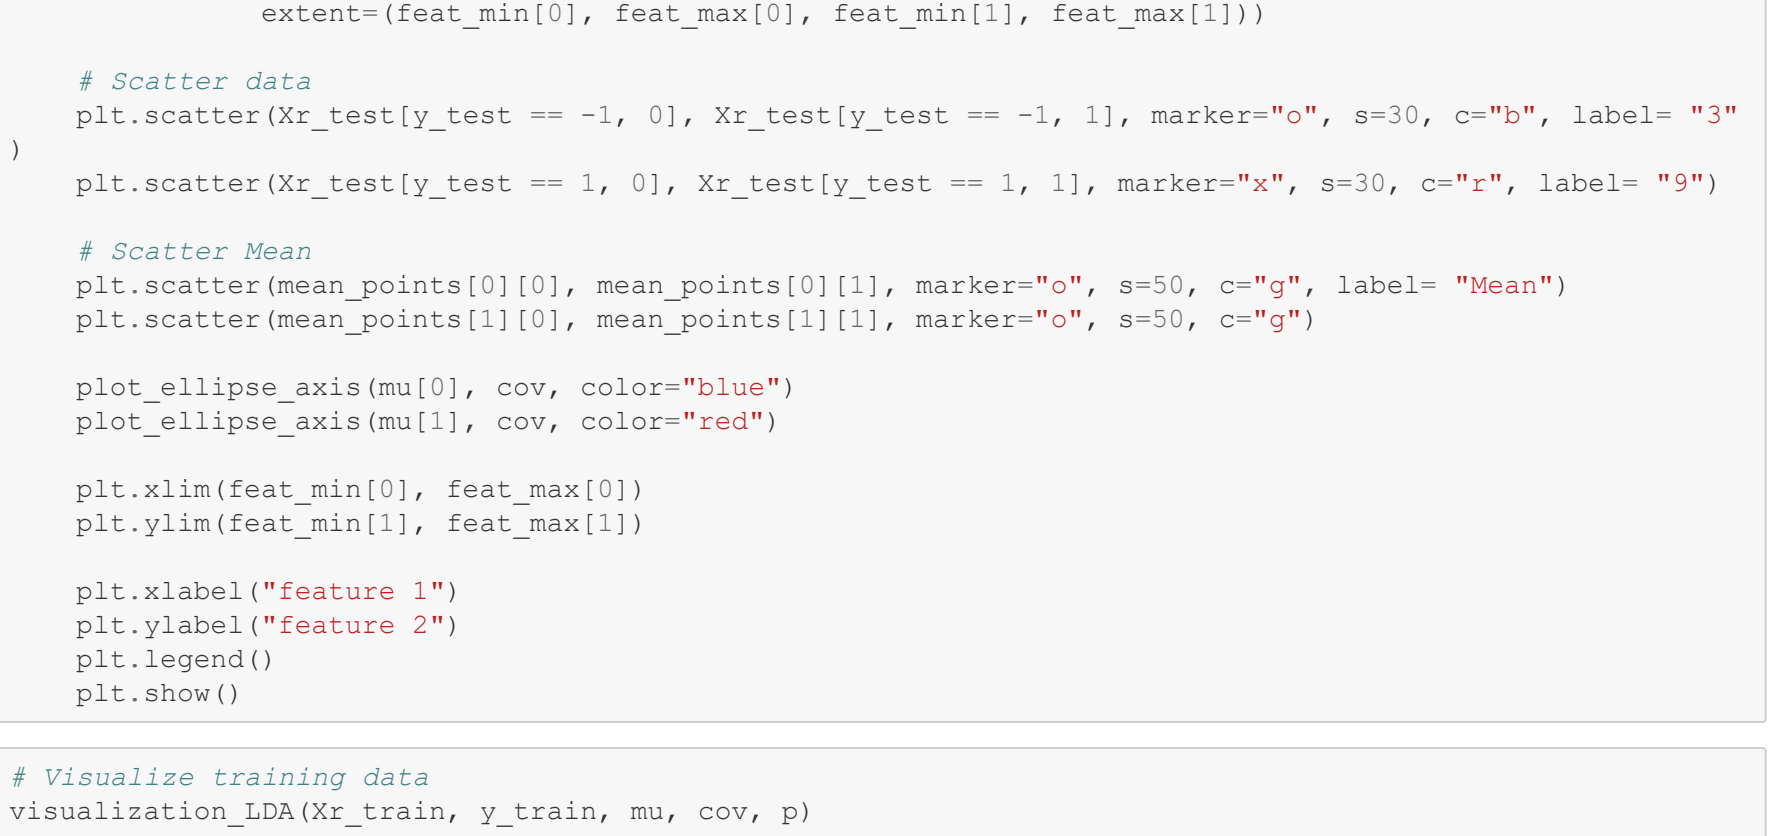 extent=(feat_min[0], feat_max[0], feat_min[1], feat_max[1]))
# Scatter data
plt.scatter(Xr_test[y_test == -1, 0], Xr_test[y_test == -1, 1], marker="o", s=30, c="b", label= "3"
)
plt.scatter(Xr_test[y_test == 1, 0], Xr_test[y_test == 1, 1], marker="x", s=30, c="r", label= "9")
# Scatter Mean
plt.scatter(mean_points[0][0], mean_points[0][1], marker="o", s=50, c="g", label= "Mean")
plt.scatter(mean_points[1][0], mean_points[1][1], marker="o", s=50, c="g")
plot_ellipse_axis(mu[0], cov, color="blue")
plot_ellipse_axis(mu[1], cov, color="red")
plt.xlim(feat_min[0], feat_max[0])
plt.ylim(feat_min[1], feat_max[1])
plt.xlabel("feature 1")
plt.ylabel("feature 2")
plt.legend()
plt.show()
# Visualize training data
visualization_LDA(Xr_train, y_train, mu, cov, p)